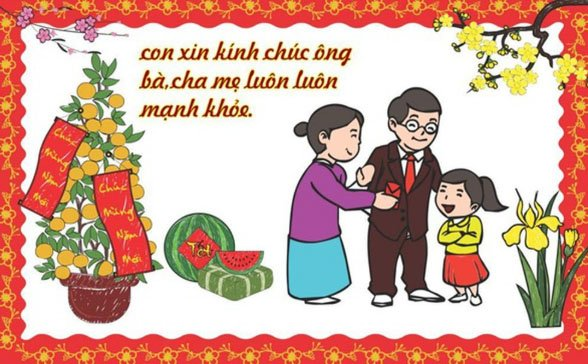 con xin kính chúc ông
bà,cha mẹ luôn luôn
mạnh khỏe.
Chúc
Mừng
Năm
Mới
Chúc
Mừng
Năm
Mới
Tết